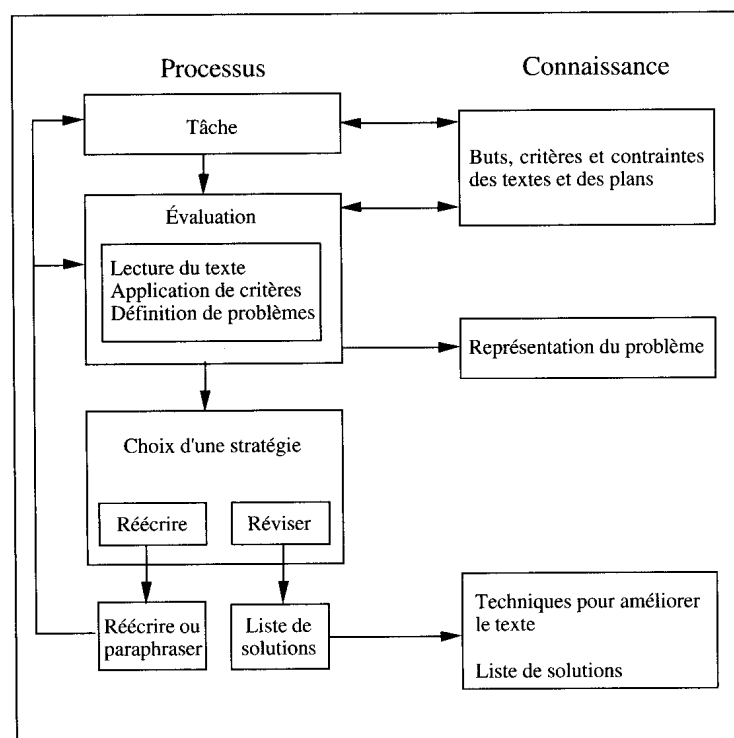 Processus
Connaissance
Tâche
Buts, critères et contraintes
des textes et des plans
Évaluation
Lecture du texte
Application de critères
Définition de problèmes
Représentation du problème
Choix d'une stratégie
Réécrire
Réviser
Réécrire ou
paraphraser
Liste de
solutions
Techniques pour améliorer
le texte
Liste de solutions